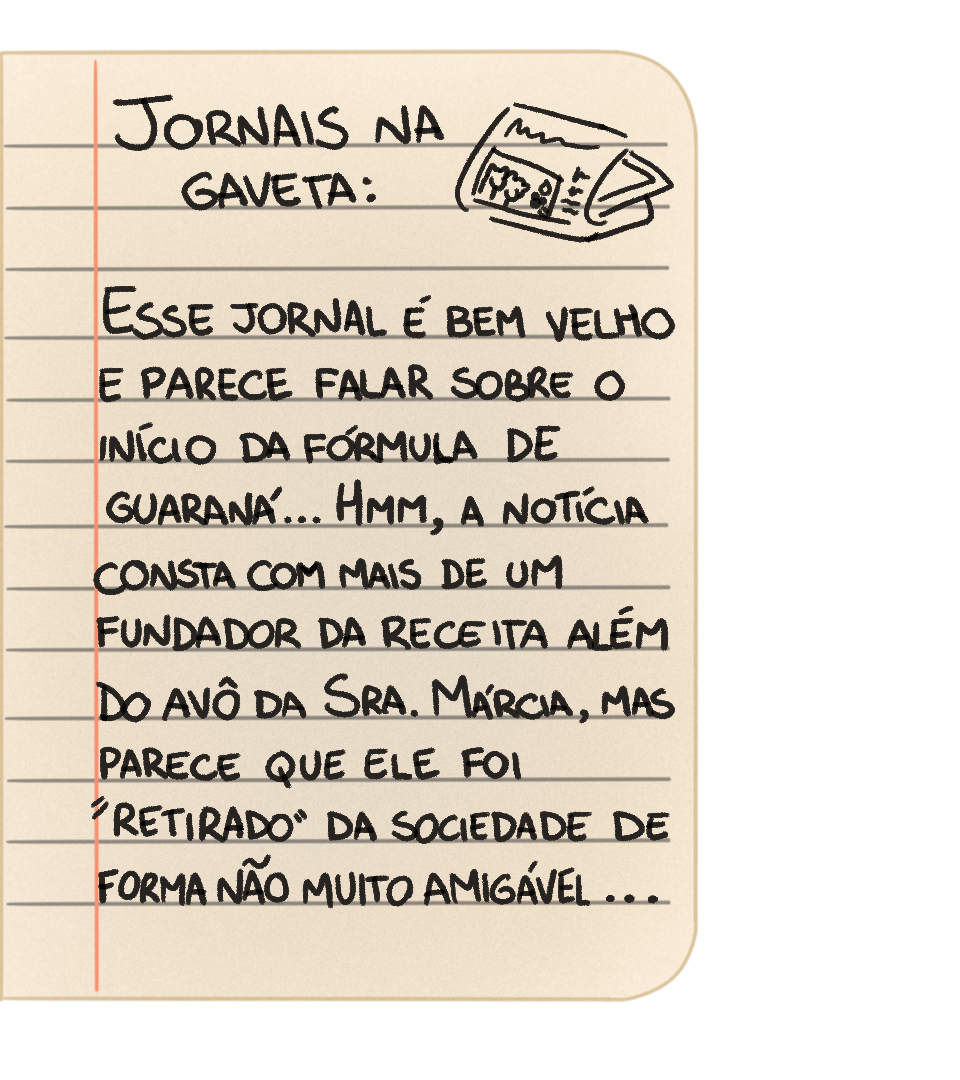 JORNAIS NA
GAVETA:
ESSE JORNAL É BEM VELHO
E PARECE FALAR SOBRE O
INÍCIO DA FÓRMULA DE
GUARANÁ... HMM, A NOTÍCIA
CONSTA COM MAIS DE UM
FUNDADOR DA RECEITA ALÉM
DO AVÔ DA SRA. MÁRCIA, MAS
PARECE QUE ELE FOI
"RETIRADO" DA SOCIEDADE DE
FORMA NÃO MUITO AMIGÁVEL...